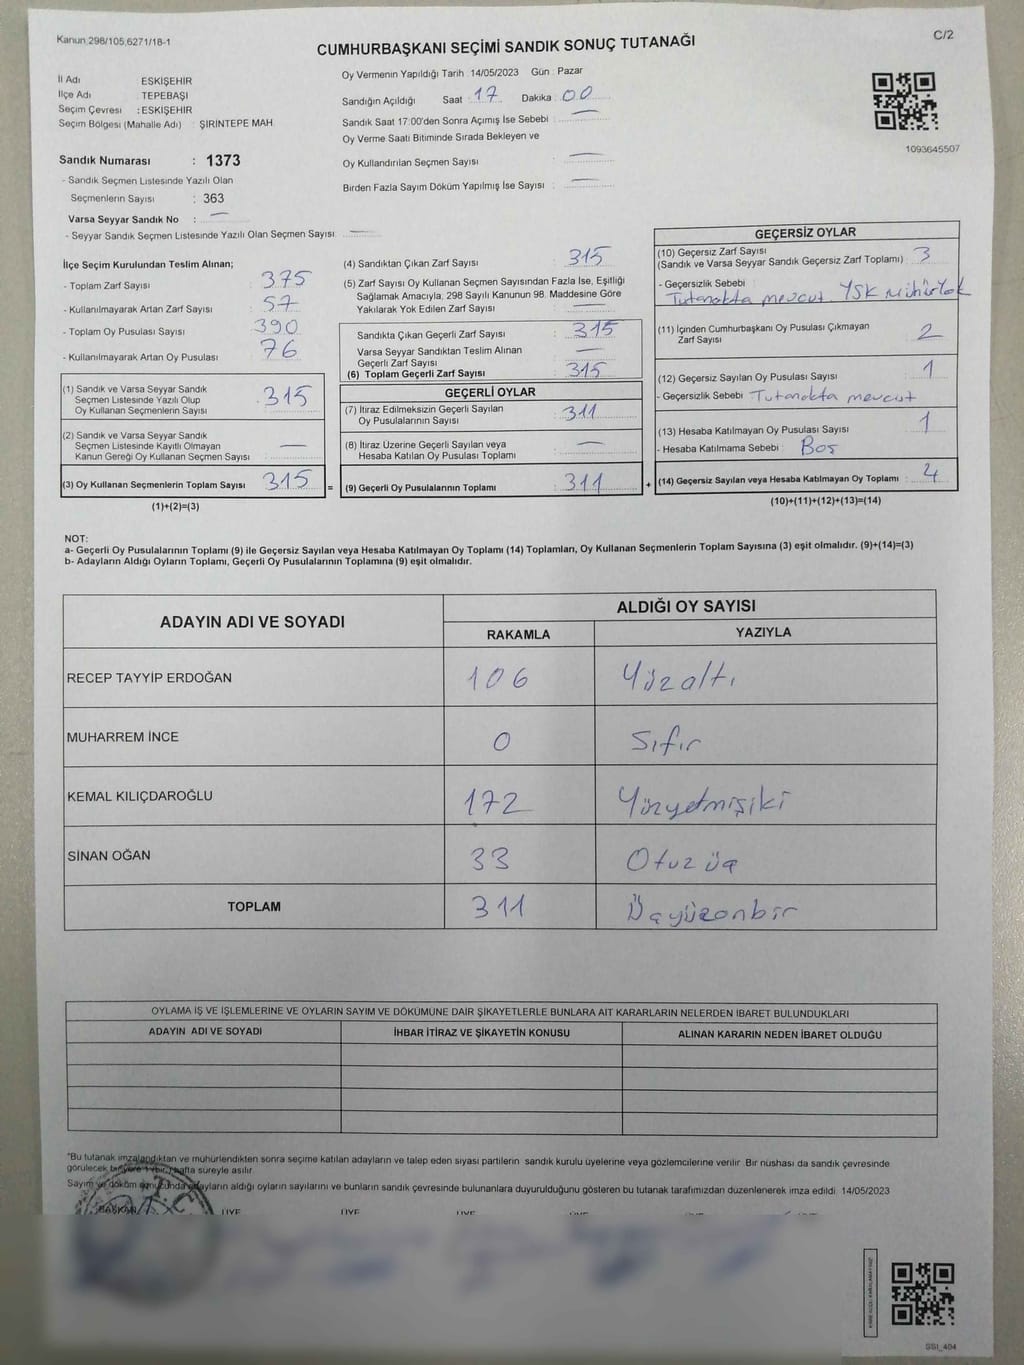 Kanun 298/105,6271/18-1
C/2
CUMHURBAŞKANI SEÇİMİ SANDIK SONUÇ TUTANAĞI
İl Adı ESKİŞEHİR
İlçe Adı : TEPEBAŞI
Seçim Çevresi : ESKİŞEHİR
Seçim Bölgesi (Mahalle Adı) : ŞİRİNTEPE MAH.
Oy Vermenin Yapıldığı Tarih : 14/05/2023 Gün : Pazar
Sandığın Açıldığı Saat : 17 Dakika : 00
Sandık Saat 17:00'den Sonra Açımış İse Sebebi : —
Oy Verme Saati Bitiminde Sırada Bekleyen ve
Oy Kullandırılan Seçmen Sayısı : —
Birden Fazla Sayım Döküm Yapılmış İse Sayısı : —
1093645507
Sandık Numarası : 1373
- Sandık Seçmen Listesinde Yazılı Olan
Seçmenlerin Sayısı : 363
Varsa Seyyar Sandık No : —
- Seyyar Sandık Seçmen Listesinde Yazılı Olan Seçmen Sayısı: —
İlçe Seçim Kurulundan Teslim Alınan;
- Toplam Zarf Sayısı : 375
- Kullanılmayarak Artan Zarf Sayısı : 57
- Toplam Oy Pusulası Sayısı : 390
- Kullanılmayarak Artan Oy Pusulası : 76
(1) Sandık ve Varsa Seyyar Sandık
Seçmen Listesinde Yazılı Olup
Oy Kullanan Seçmenlerin Sayısı : 315
(2) Sandık ve Varsa Seyyar Sandık
Seçmen Listesinde Kayıtlı Olmayan
Kanun Gereği Oy Kullanan Seçmen Sayısı : —
(3) Oy Kullanan Seçmenlerin Toplam Sayısı : 315 =
(1)+(2)=(3)
(4) Sandıktan Çıkan Zarf Sayısı : 315
(5) Zarf Sayısı Oy Kullanan Seçmen Sayısından Fazla İse, Eşitliği
Sağlamak Amacıyla; 298 Sayılı Kanunun 98. Maddesine Göre
Yakılarak Yok Edilen Zarf Sayısı :
Sandıkta Çıkan Geçerli Zarf Sayısı : 315
Varsa Seyyar Sandıktan Teslim Alınan
Geçerli Zarf Sayısı : —
(6) Toplam Geçerli Zarf Sayısı : 315
GEÇERLİ OYLAR
(7) İtiraz Edilmeksizin Geçerli Sayılan
Oy Pusulalarının Sayısı : 311
(8) İtiraz Üzerine Geçerli Sayılan veya
Hesaba Katılan Oy Pusulası Toplamı : —
(9) Geçerli Oy Pusulalarının Toplamı : 311 +
GEÇERSİZ OYLAR
(10) Geçersiz Zarf Sayısı
(Sandık ve Varsa Seyyar Sandık Geçersiz Zarf Toplamı) : 3
- Geçersizlik Sebebi :
Tutanakta mevcut. YSK Mühür Yok
(11) İçinden Cumhurbaşkanı Oy Pusulası Çıkmayan
Zarf Sayısı : 2
(12) Geçersiz Sayılan Oy Pusulası Sayısı : 1
- Geçersizlik Sebebi : Tutanakta mevcut
(13) Hesaba Katılmayan Oy Pusulası Sayısı : 1
- Hesaba Katılmama Sebebi : Boş
(14) Geçersiz Sayılan veya Hesaba Katılmayan Oy Toplamı : 4
(10)+(11)+(12)+(13)=(14)
NOT:
a- Geçerli Oy Pusulalarının Toplamı (9) ile Geçersiz Sayılan veya Hesaba Katılmayan Oy Toplamı (14) Toplamları, Oy Kullanan Seçmenlerin Toplam Sayısına (3) eşit olmalıdır. (9)+(14)=(3)
b- Adayların Aldığı Oyların Toplamı, Geçerli Oy Pusulalarının Toplamına (9) eşit olmalıdır.
ADAYIN ADI VE SOYADI
ALDIĞI OY SAYISI
RAKAMLA YAZIYLA
RECEP TAYYİP ERDOĞAN 106 Yüzaltı
MUHARREM İNCE 0 Sıfır
KEMAL KILIÇDAROĞLU 172 Yüzyetmişiki
SİNAN OĞAN 33 Otuz üç
TOPLAM 311 Üçyüzonbir
OYLAMA İŞ VE İŞLEMLERİNE VE OYLARIN SAYIM VE DÖKÜMÜNE DAİR ŞİKAYETLERLE BUNLARA AİT KARARLARIN NELERDEN İBARET BULUNDUKLARI
ADAYIN ADI VE SOYADI İHBAR İTİRAZ VE ŞİKAYETİN KONUSU ALINAN KARARIN NEDEN İBARET OLDUĞU
*Bu tutanak imzalandıktan ve mühürlendikten sonra seçime katılan adayların ve talep eden siyasi partilerin sandık kurulu üyelerine veya gözlemcilerine verilir. Bir nüshası da sandık çevresinde
görülecek bir yere 1 (bir) hafta süreyle asılır.
Sayım ve döküm sonucunda adayların aldığı oyların sayılarını ve bunların sandık çevresinde bulunanlara duyurulduğunu gösteren bu tutanak tarafımızdan düzenlenerek imza edildi. 14/05/2023
T.C.
BAŞKAN ÜYE ÜYE ÜYE ÜYE ÜYE
SSI_404